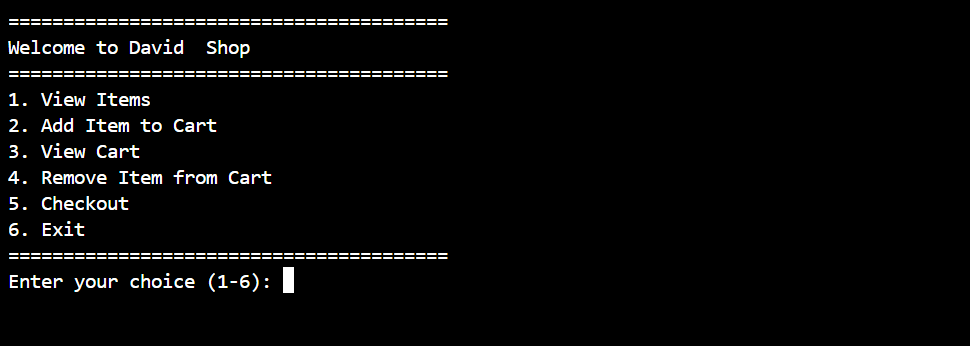 ========================================
Welcome to David  Shop
========================================
1. View Items
2. Add Item to Cart
3. View Cart
4. Remove Item from Cart
5. Checkout
6. Exit
========================================
Enter your choice (1-6):